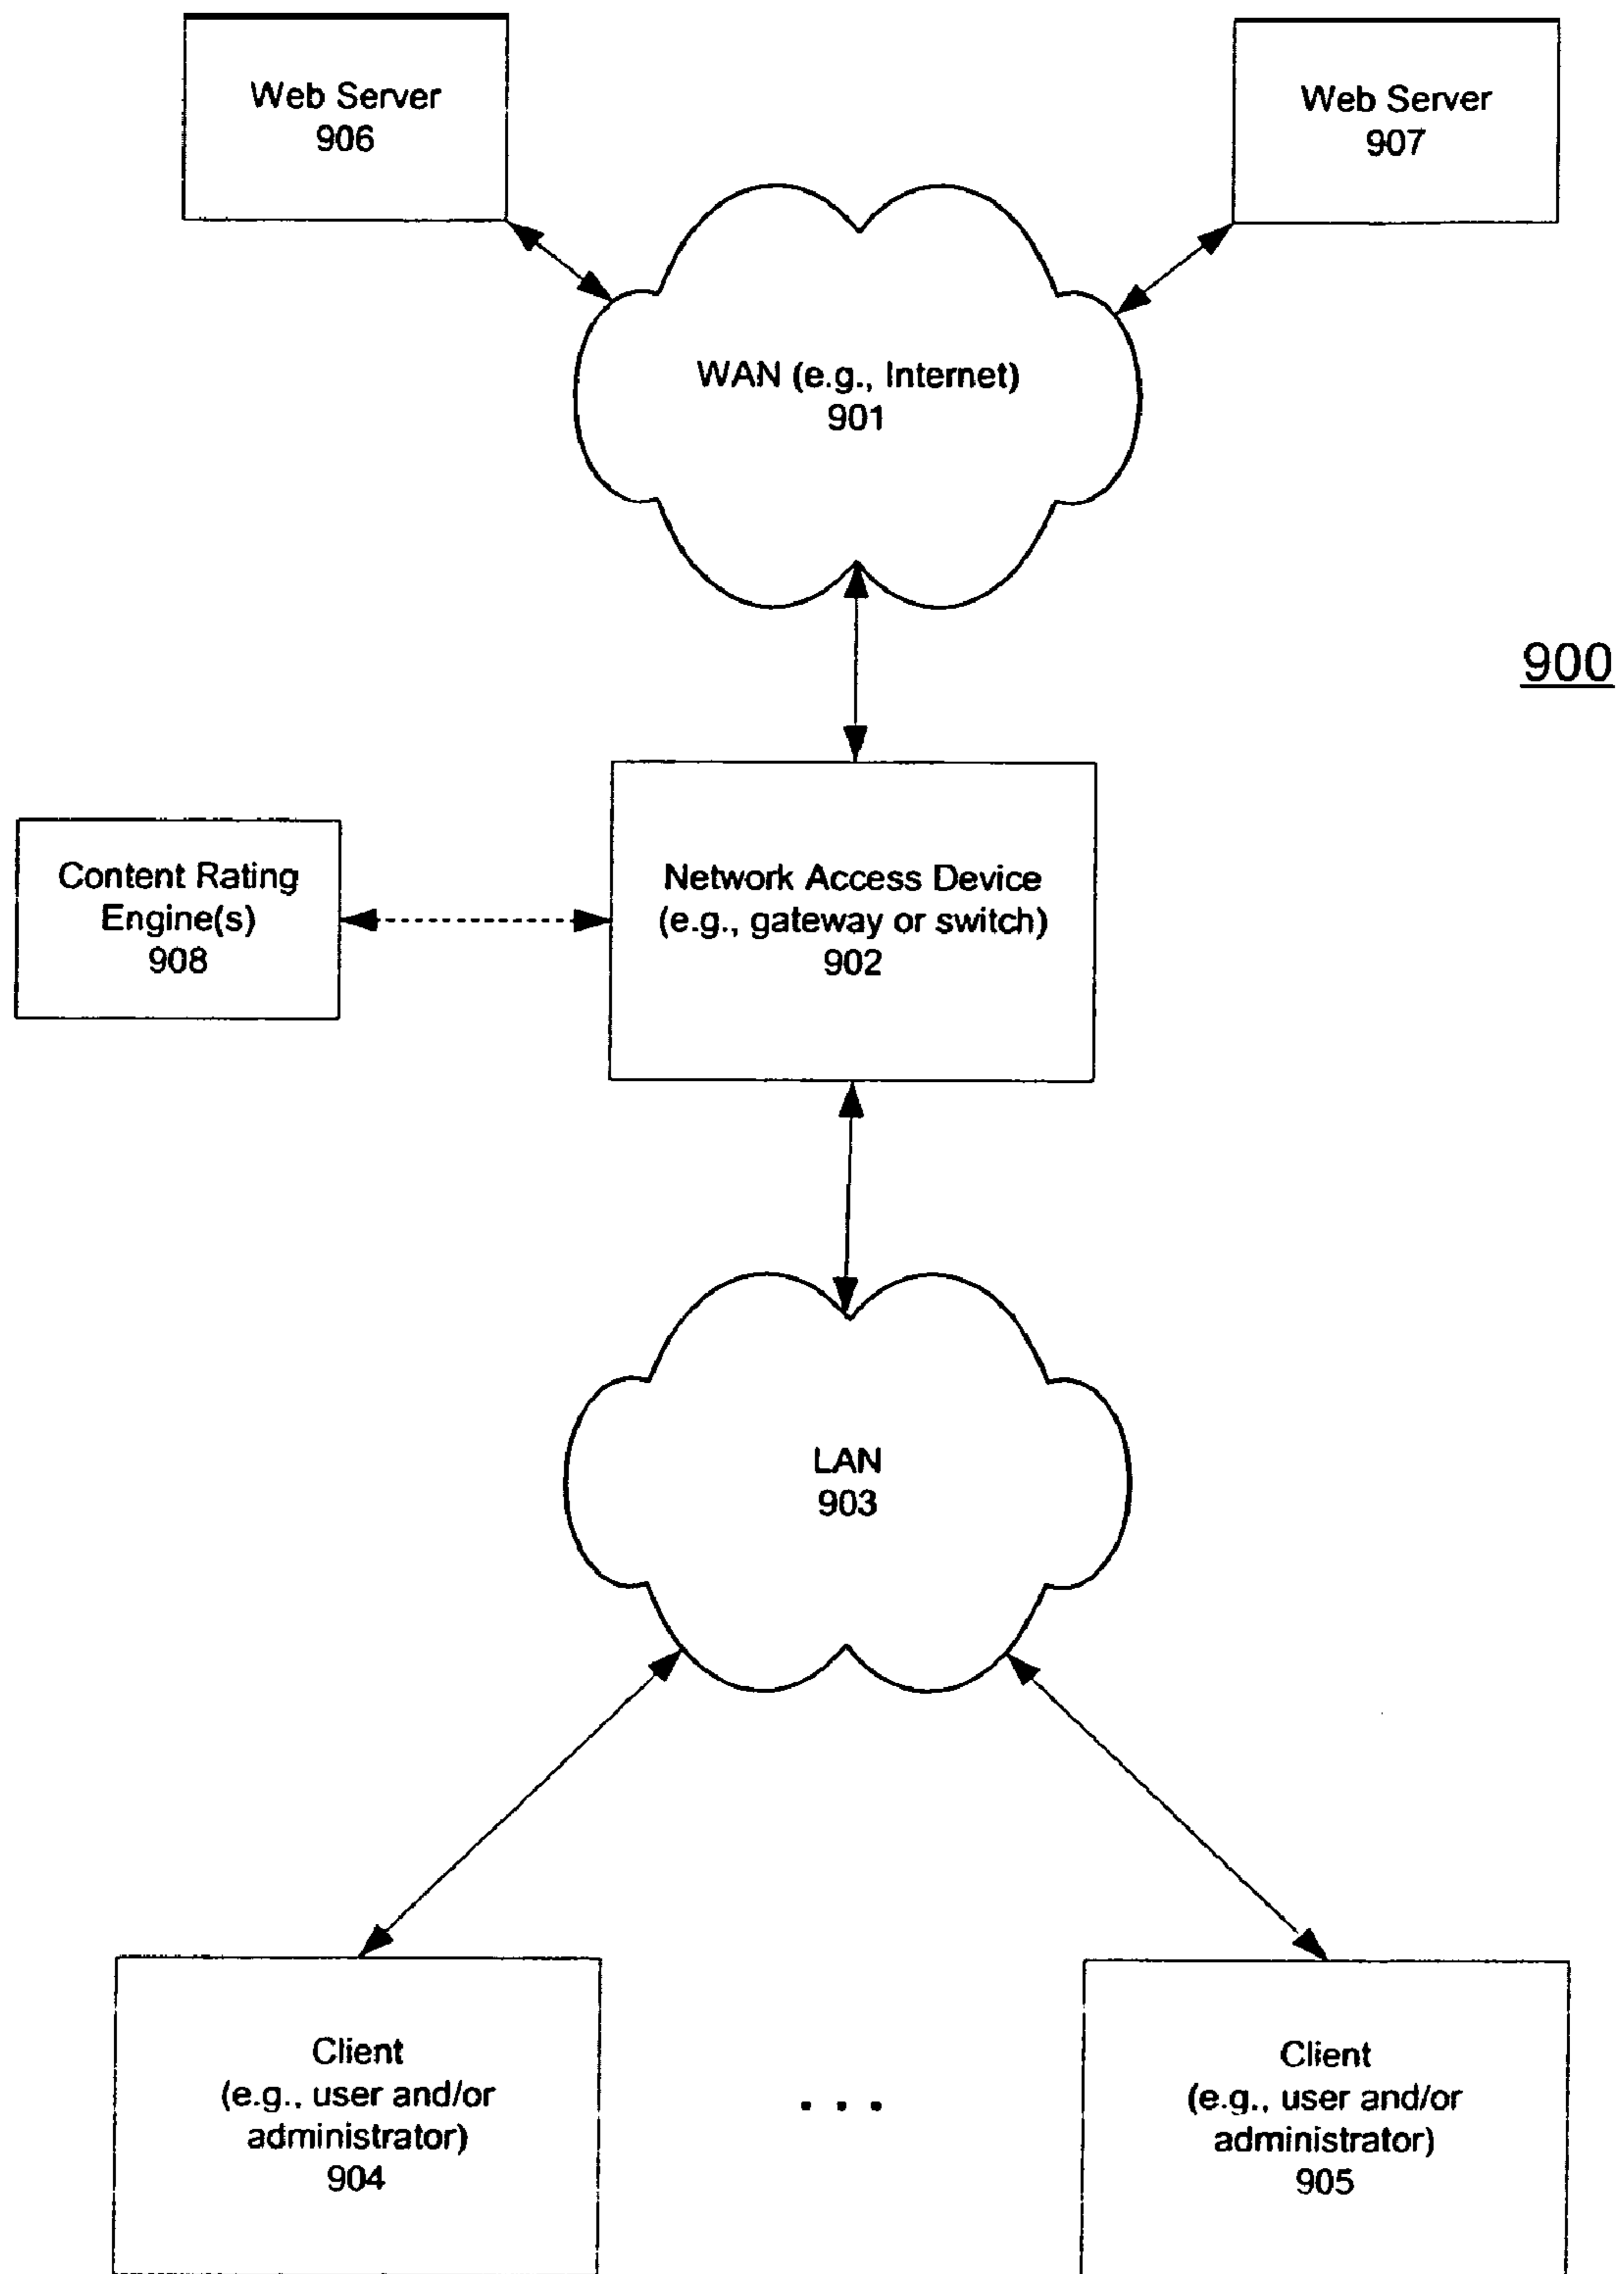 Web Server
906
Web Server
907
WAN (e.g., Internet)
901
900
Content Rating
Engine(s)
908
Network Access Device
(e.g., gateway or switch)
902
LAN
903
Client
(e.g., user and/or
administrator)
904
. . .
Client
(e.g., user and/or
administrator)
905